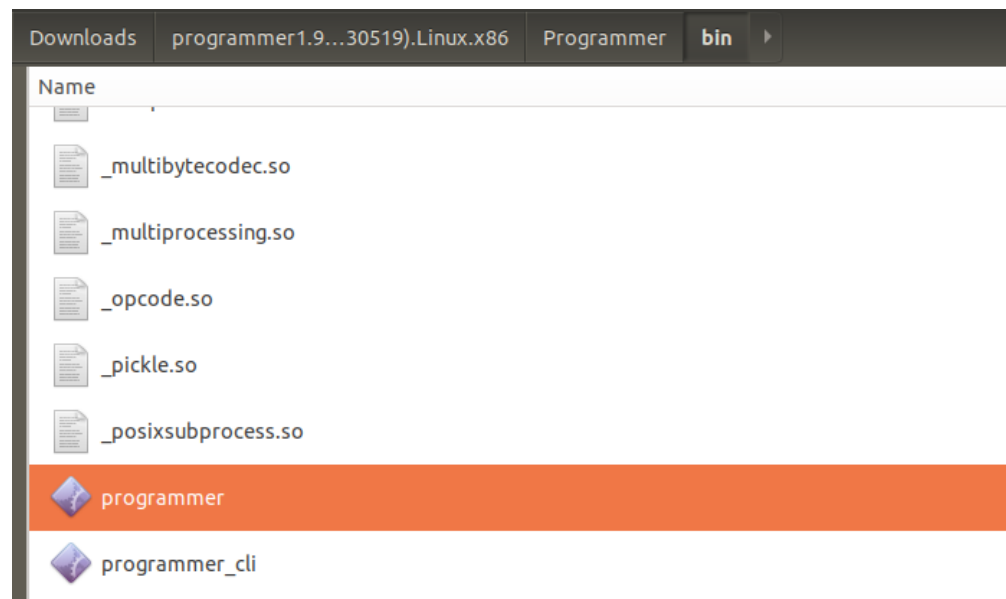 Downloads programmer1.9...30519).Linux.x86 Programmer bin
Name
_multibytecodec.so
_multiprocessing.so
_opcode.so
_pickle.so
_posixsubprocess.so
programmer
programmer_cli